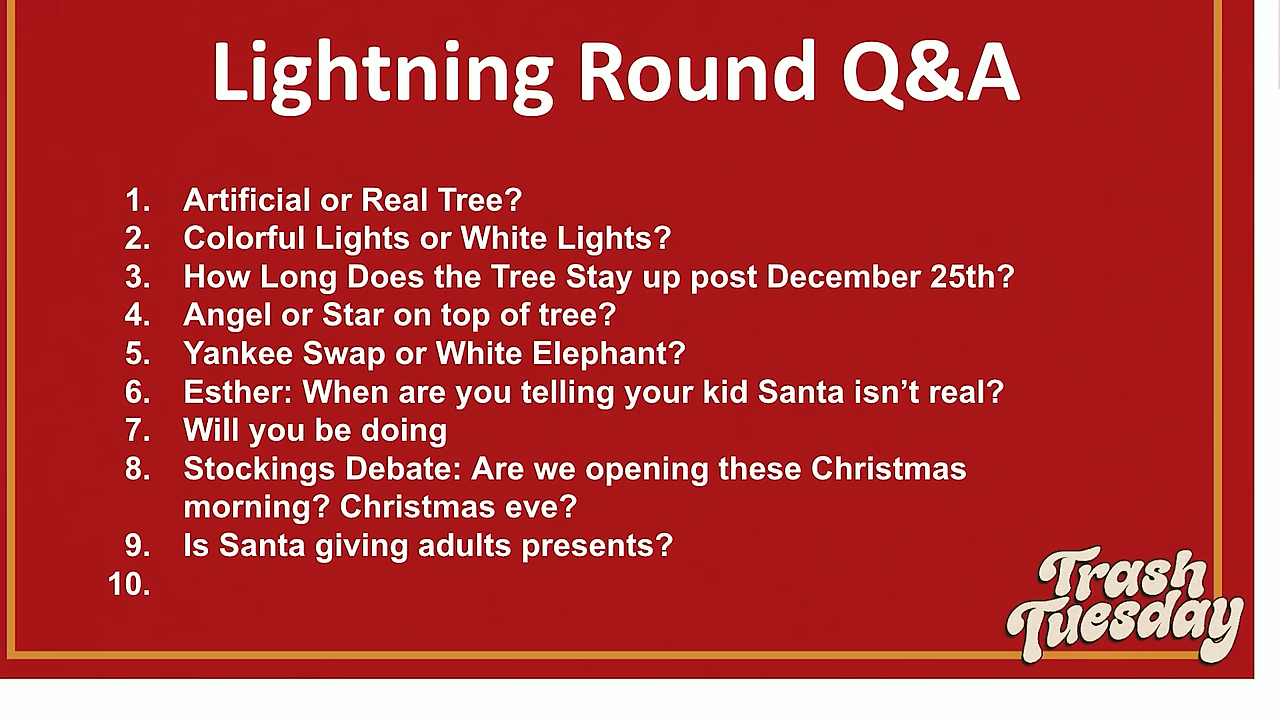 Lightning Round Q&A
1. Artificial or Real Tree?
2. Colorful Lights or White Lights?
3. How Long Does the Tree Stay up post December 25th?
4. Angel or Star on top of tree?
5. Yankee Swap or White Elephant?
6. Esther: When are you telling your kid Santa isn’t real?
7. Will you be doing
8. Stockings Debate: Are we opening these Christmas
morning? Christmas eve?
9. Is Santa giving adults presents?
10.
Trash
Tuesday